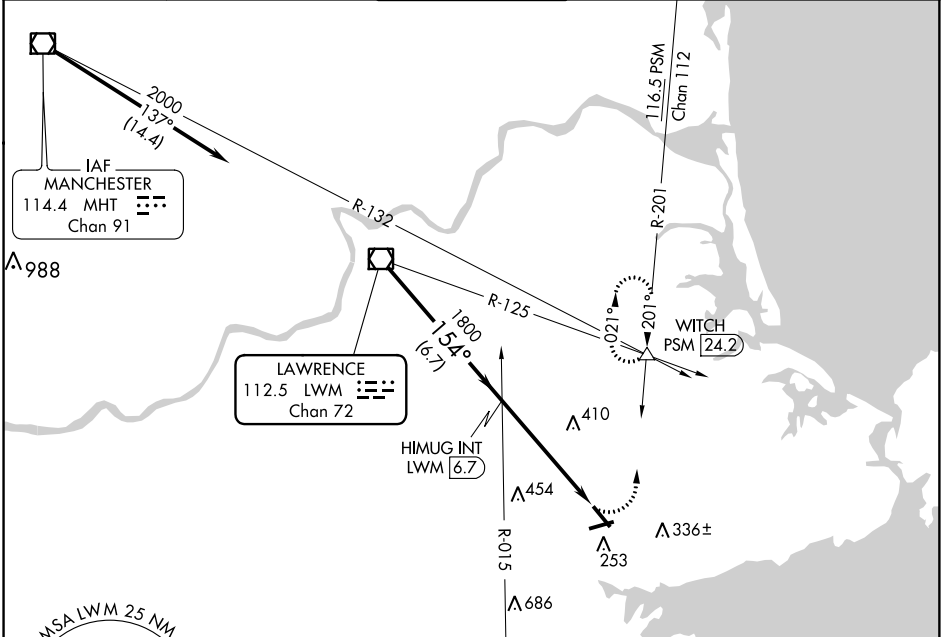 2000
137°
(14.4)
IAF
MANCHESTER
114.4 MHT
Chan 91
988
R-132
116.5 PSM
Chan 112
R-201
R-125
021°
201°
WITCH
PSM 24.2
1800
154°
(6.7)
LAWRENCE
112.5 LWM
Chan 72
HIMUG INT
LWM 6.7
410
454
336±
253
R-015
686
MSA LWM 25 NM